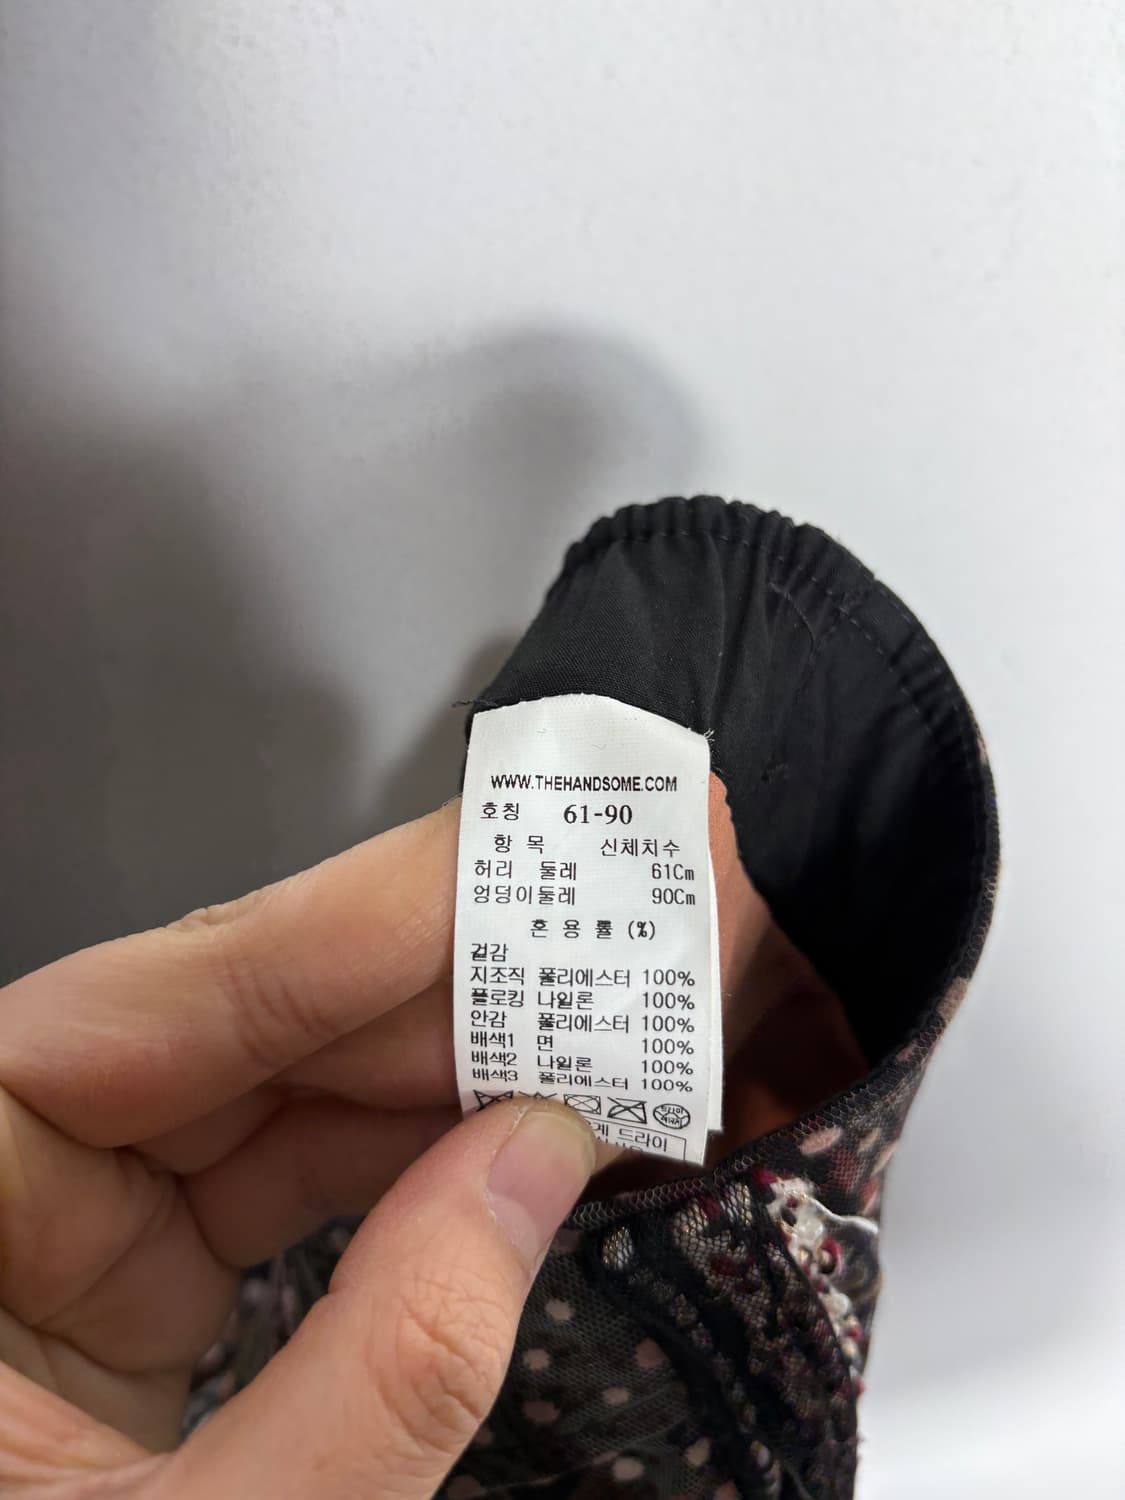 WWW.THEHANDSOME.COM
호칭 61-90
항 목 신체치수
허리 둘레 61Cm
엉덩이둘레 90Cm
혼 용 률 (%)
겉감
지조직 폴리에스터 100%
플로킹 나일론 100%
안감 폴리에스터 100%
배색1 면 100%
배색2 나일론 100%
배색3 폴리에스터 100%
드라이